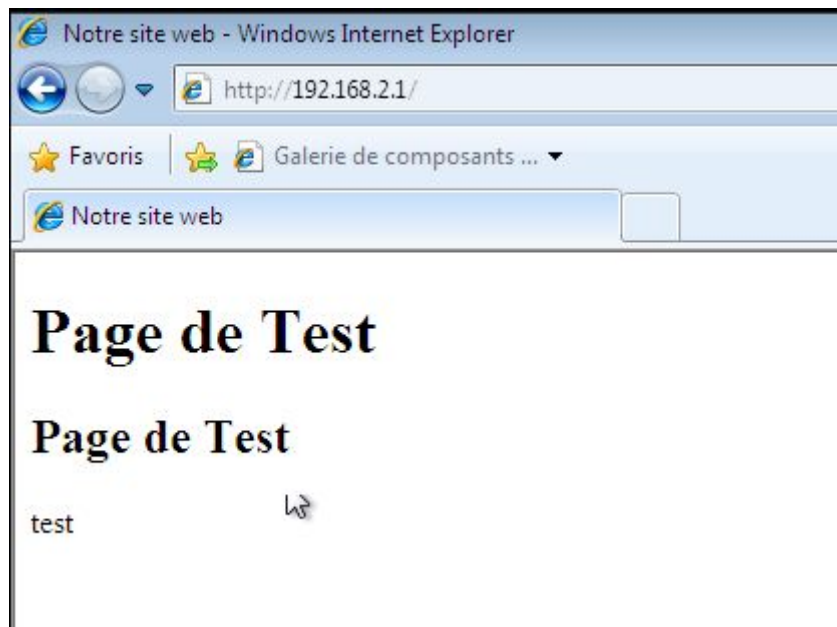 Notre site web - Windows Internet Explorer
http://192.168.2.1/
Favoris Galerie de composants ...
Notre site web
Page de Test
Page de Test
test